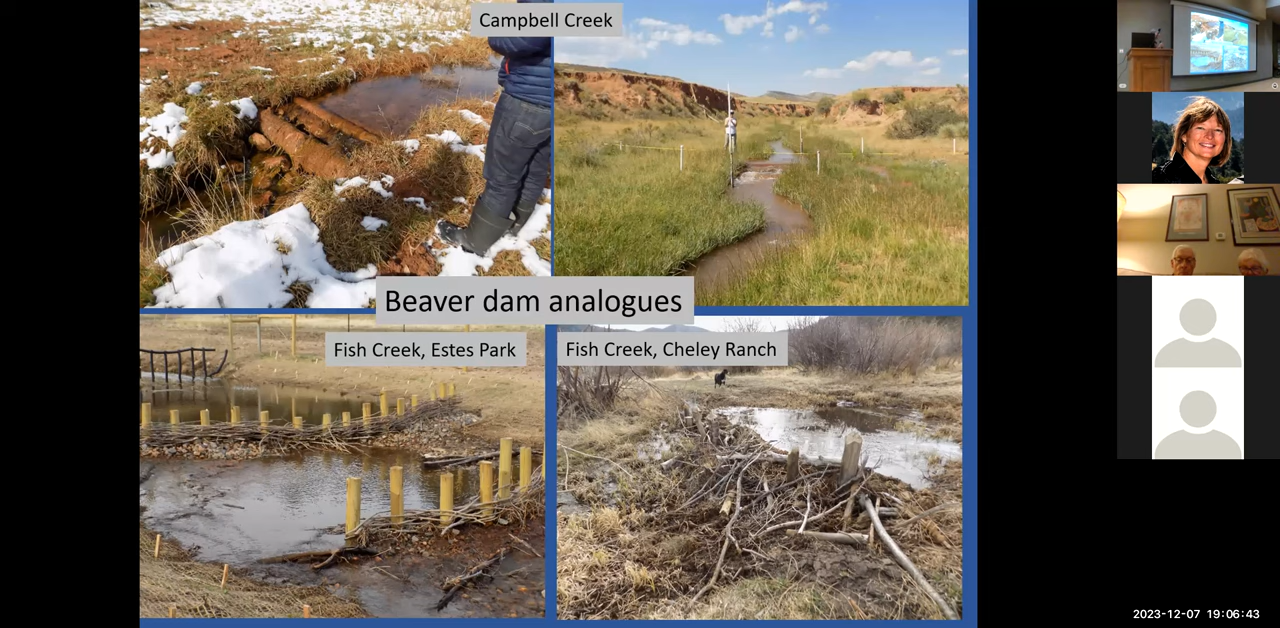 Campbell Creek
Beaver dam analogues
Fish Creek, Estes Park
Fish Creek, Cheley Ranch
2023-12-07 19:06:43